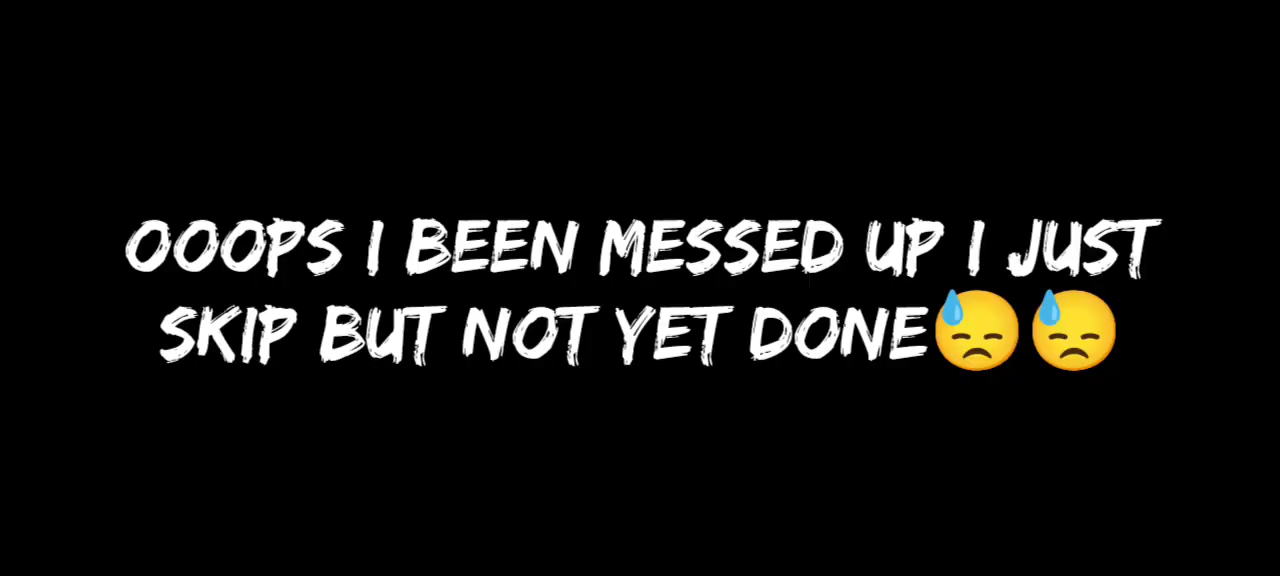 OOOPS I BEEN MESSED UP I JUST
SKIP BUT NOT YET DONE😓😓